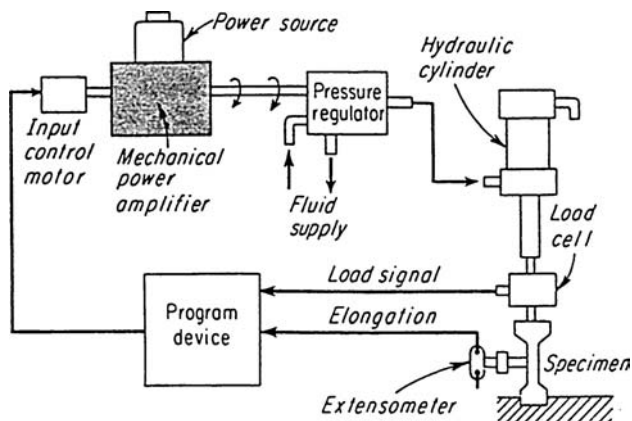 Power source
Hydraulic
cylinder
Pressure
regulator
Input
control
motor
Mechanical
power
amplifier
Fluid
supply
Load
cell
Load signal
Program
device
Elongation
Specimen
Extensometer